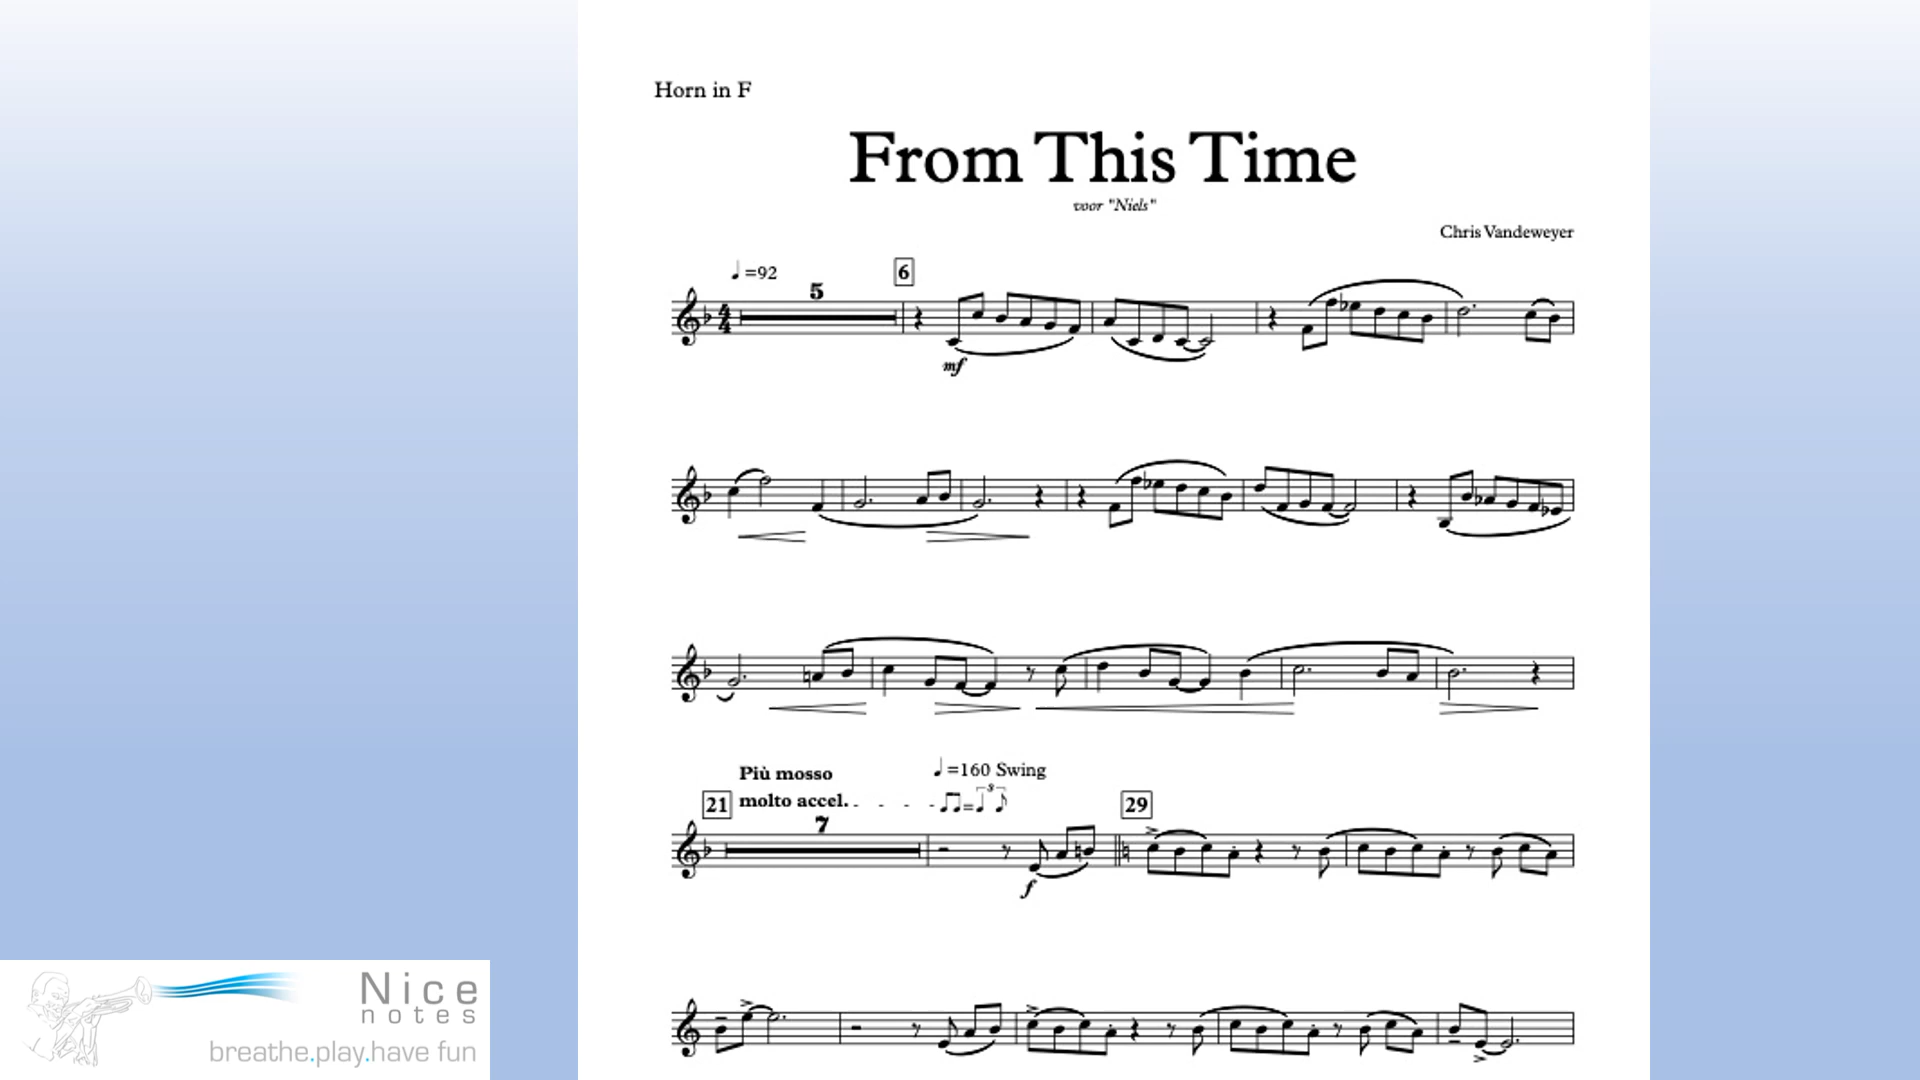 Horn in F
From This Time
voor "Niels"
Chris Vandeweyer
=92
5
6
mf
Più mosso
=160 Swing
21
molto accel.
=
3
29
7
f
Nice
notes
breathe.play.have fun